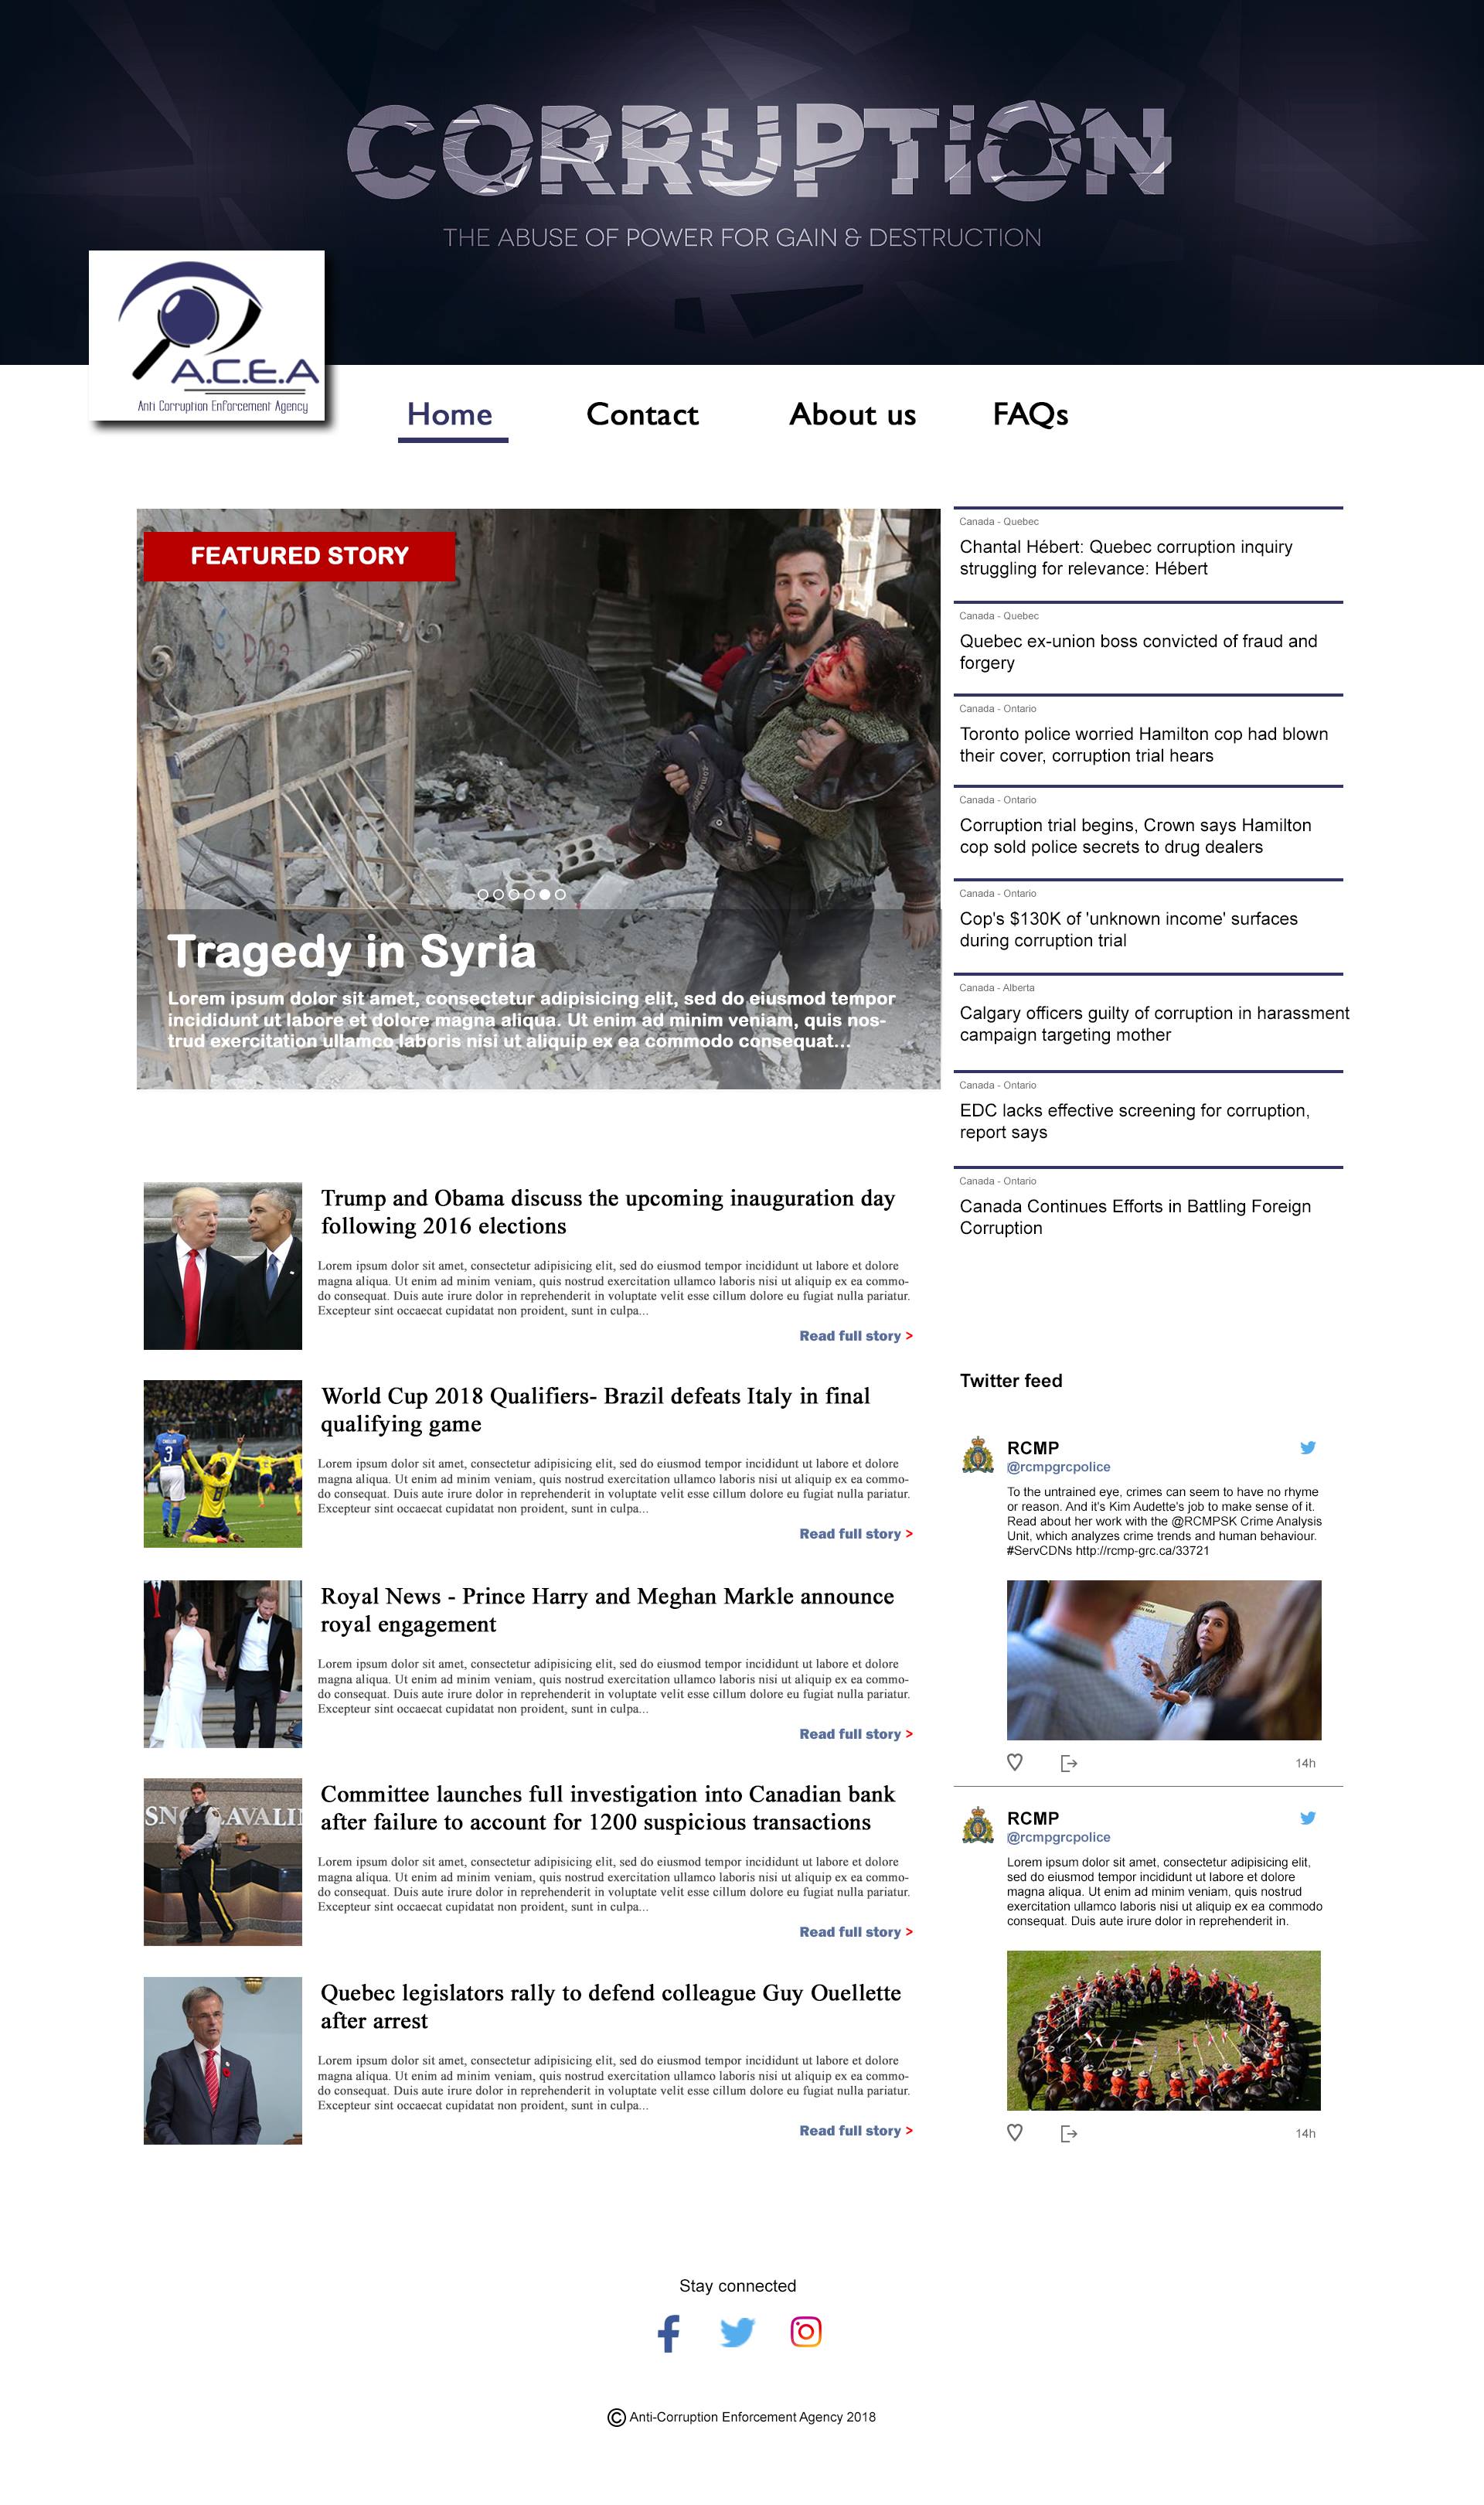 CORRUPTiON
THE ABUSE OF POWER FOR GAIN & DESTRUCTION
A.C.E.A
Anti Corruption Enforcement Agency
Home
Contact
About us
FAQs
FEATURED STORY
Tragedy in Syria
Lorem ipsum dolor sit amet, consectetur adipisicing elit, sed do eiusmod tempor
incididunt ut labore et dolore magna aliqua. Ut enim ad minim veniam, quis nos-
trud exercitation ullamco laboris nisi ut aliquip ex ea commodo consequat...
Canada - Quebec
Chantal Hébert: Quebec corruption inquiry
struggling for relevance: Hébert
Canada - Quebec
Quebec ex-union boss convicted of fraud and
forgery
Canada - Ontario
Toronto police worried Hamilton cop had blown
their cover, corruption trial hears
Canada - Ontario
Corruption trial begins, Crown says Hamilton
cop sold police secrets to drug dealers
Canada - Ontario
Cop's $130K of 'unknown income' surfaces
during corruption trial
Canada - Alberta
Calgary officers guilty of corruption in harassment
campaign targeting mother
Canada - Ontario
EDC lacks effective screening for corruption,
report says
Canada - Ontario
Canada Continues Efforts in Battling Foreign
Corruption
Trump and Obama discuss the upcoming inauguration day
following 2016 elections
Lorem ipsum dolor sit amet, consectetur adipisicing elit, sed do eiusmod tempor incididunt ut labore et dolore
magna aliqua. Ut enim ad minim veniam, quis nostrud exercitation ullamco laboris nisi ut aliquip ex ea commo-
do consequat. Duis aute irure dolor in reprehenderit in voluptate velit esse cillum dolore eu fugiat nulla pariatur.
Excepteur sint occaecat cupidatat non proident, sunt in culpa...
Read full story >
3
World Cup 2018 Qualifiers- Brazil defeats Italy in final
qualifying game
Lorem ipsum dolor sit amet, consectetur adipisicing elit, sed do eiusmod tempor incididunt ut labore et dolore
magna aliqua. Ut enim ad minim veniam, quis nostrud exercitation ullamco laboris nisi ut aliquip ex ea commo-
do consequat. Duis aute irure dolor in reprehenderit in voluptate velit esse cillum dolore eu fugiat nulla pariatur.
Excepteur sint occaecat cupidatat non proident, sunt in culpa...
Read full story >
Royal News - Prince Harry and Meghan Markle announce
royal engagement
Lorem ipsum dolor sit amet, consectetur adipisicing elit, sed do eiusmod tempor incididunt ut labore et dolore
magna aliqua. Ut enim ad minim veniam, quis nostrud exercitation ullamco laboris nisi ut aliquip ex ea commo-
do consequat. Duis aute irure dolor in reprehenderit in voluptate velit esse cillum dolore eu fugiat nulla pariatur.
Excepteur sint occaecat cupidatat non proident, sunt in culpa...
Read full story >
SNC AVALI
Committee launches full investigation into Canadian bank
after failure to account for 1200 suspicious transactions
Lorem ipsum dolor sit amet, consectetur adipisicing elit, sed do eiusmod tempor incididunt ut labore et dolore
magna aliqua. Ut enim ad minim veniam, quis nostrud exercitation ullamco laboris nisi ut aliquip ex ea commo-
do consequat. Duis aute irure dolor in reprehenderit in voluptate velit esse cillum dolore eu fugiat nulla pariatur.
Excepteur sint occaecat cupidatat non proident, sunt in culpa...
Read full story >
Quebec legislators rally to defend colleague Guy Ouellette
after arrest
Lorem ipsum dolor sit amet, consectetur adipisicing elit, sed do eiusmod tempor incididunt ut labore et dolore
magna aliqua. Ut enim ad minim veniam, quis nostrud exercitation ullamco laboris nisi ut aliquip ex ea commo-
do consequat. Duis aute irure dolor in reprehenderit in voluptate velit esse cillum dolore eu fugiat nulla pariatur.
Excepteur sint occaecat cupidatat non proident, sunt in culpa...
Read full story >
Twitter feed
RCMP
@rcmpgrcpolice
To the untrained eye, crimes can seem to have no rhyme
or reason. And it's Kim Audette's job to make sense of it.
Read about her work with the @RCMPSK Crime Analysis
Unit, which analyzes crime trends and human behaviour.
#ServCDNs http://rcmp-grc.ca/33721
14h
RCMP
@rcmpgrcpolice
Lorem ipsum dolor sit amet, consectetur adipisicing elit,
sed do eiusmod tempor incididunt ut labore et dolore
magna aliqua. Ut enim ad minim veniam, quis nostrud
exercitation ullamco laboris nisi ut aliquip ex ea commodo
consequat. Duis aute irure dolor in reprehenderit in.
14h
Stay connected
© Anti-Corruption Enforcement Agency 2018